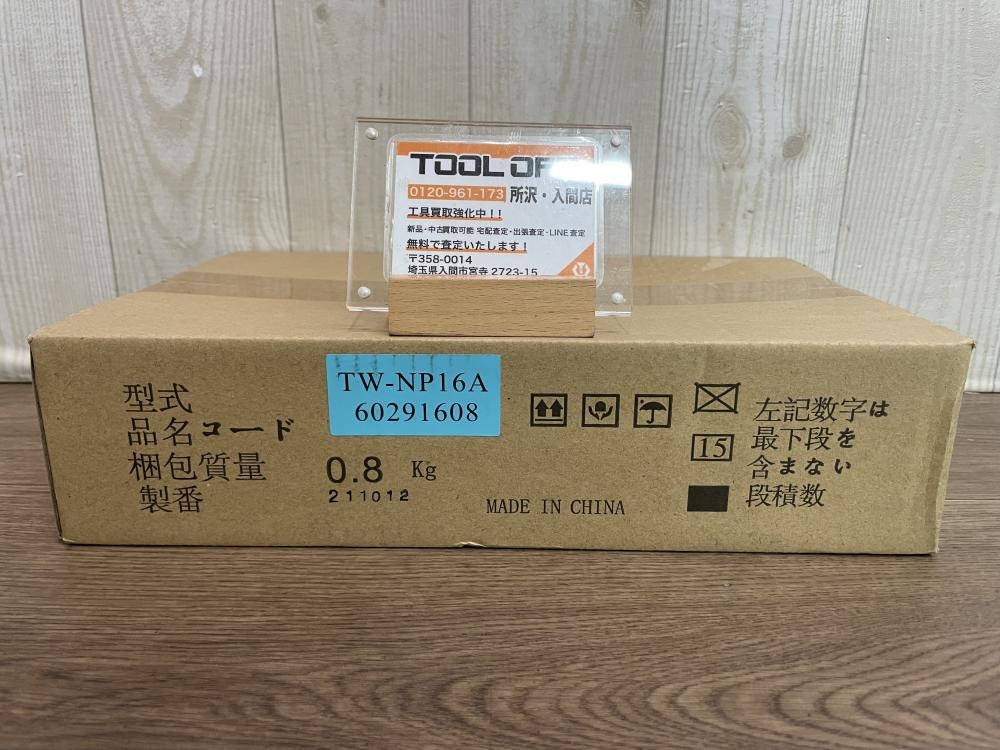 TOOL OFF
0120-961-173 所沢・入間店
工具買取強化中!!
新品・中古買取可能 宅配査定・出張査定・LINE査定
無料で査定いたします!
〒358-0014
埼玉県入間市宮寺 2723-15
型式 TW-NP16A
品名コード 60291608
梱包質量 0.8 Kg
製番 211012
MADE IN CHINA
15
左記数字は
最下段を
含まない
段積数